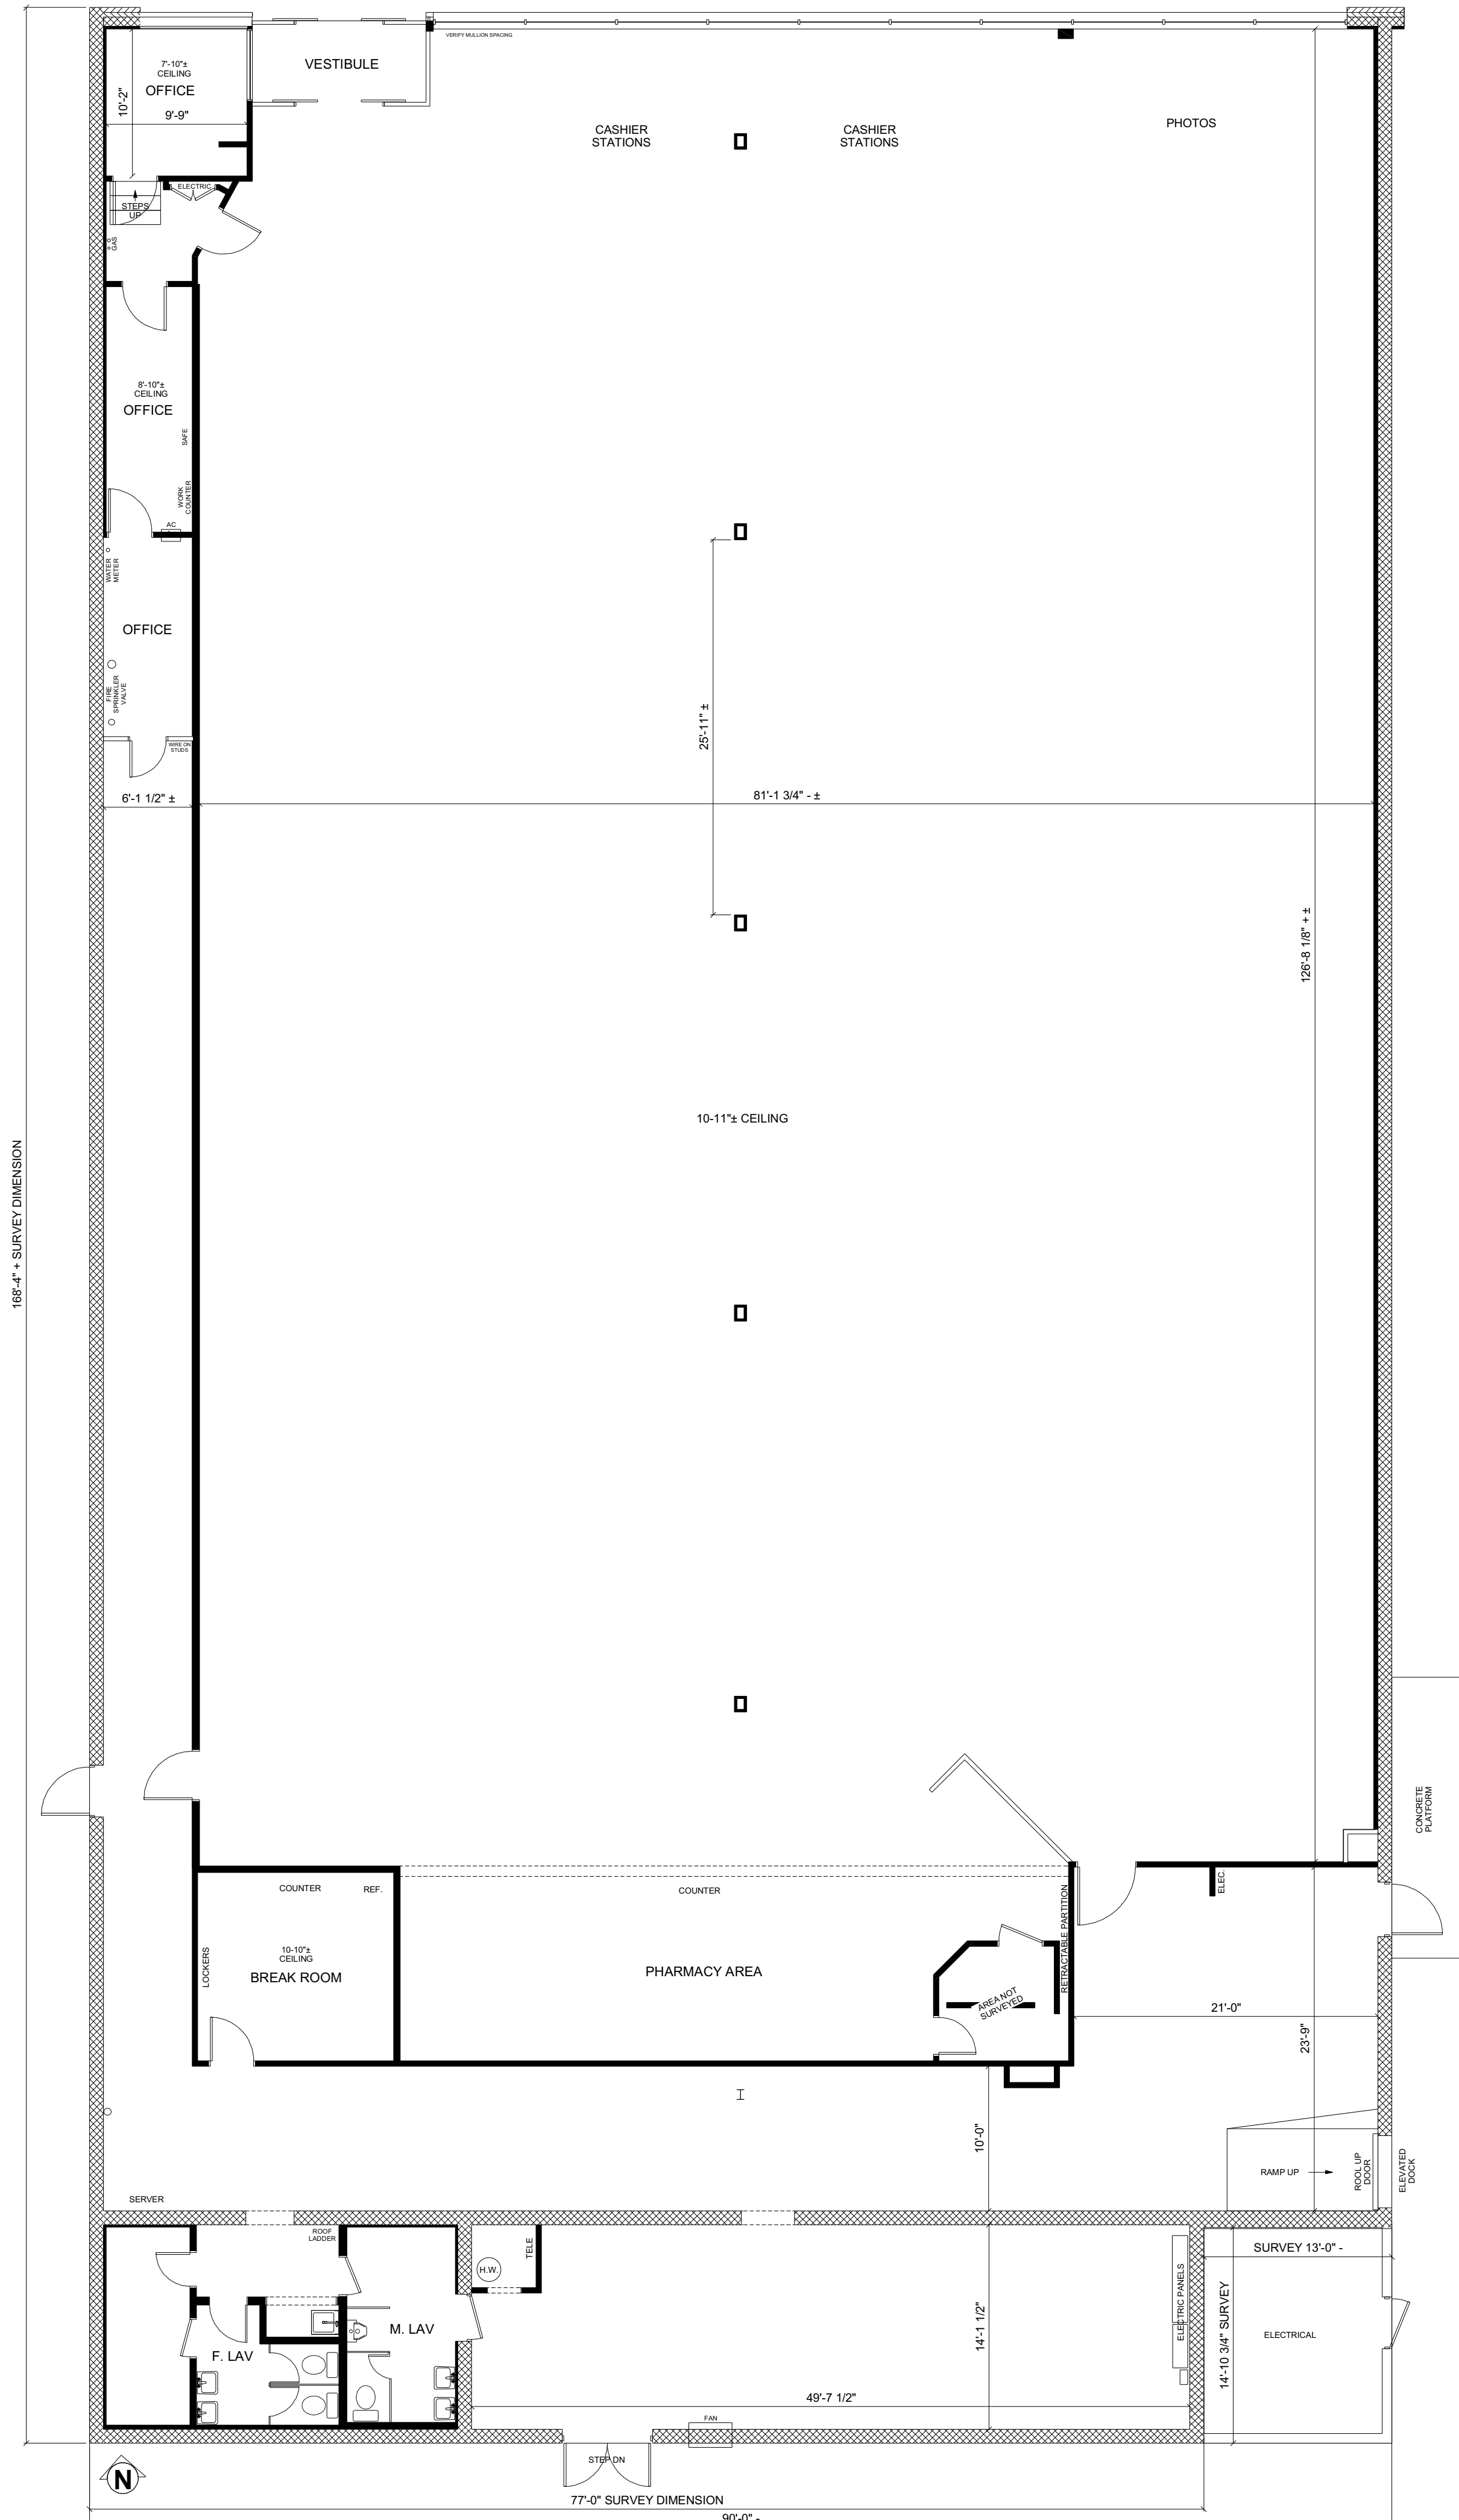 VERIFY MULLION SPACING
7'-10"±
CEILING
OFFICE
10'-2"
9'-9"
VESTIBULE
CASHIER
STATIONS
CASHIER
STATIONS
PHOTOS
ELECTRIC
STEPS
UP
GAS
8'-10"±
CEILING
OFFICE
SAFE
WORK
COUNTER
AC
WATER
METER
OFFICE
FIRE
SPRINKLER
VALVE
WIRE ON
STUDS
25'-11" ±
6'-1 1/2" ±
81'-1 3/4" - ±
126'-8 1/8" + ±
10-11"± CEILING
168'-4" + SURVEY DIMENSION
CONCRETE
PLATFORM
COUNTER
REF.
COUNTER
ELEC.
LOCKERS
10-10"±
CEILING
BREAK ROOM
PHARMACY AREA
RETRACTABLE PARTITION
AREA NOT
SURVEYED
21'-0"
23'-9"
10'-0"
RAMP UP
ROOL UP
DOOR
ELEVATED
DOCK
SERVER
ROOF
LADDER
TELE
H.W.
SURVEY 13'-0" -
ELECTRIC PANELS
14'-1 1/2"
14'-10 3/4" SURVEY
ELECTRICAL
M. LAV
F. LAV
49'-7 1/2"
FAN
STEP DN
N
77'-0" SURVEY DIMENSION
90'-0" -